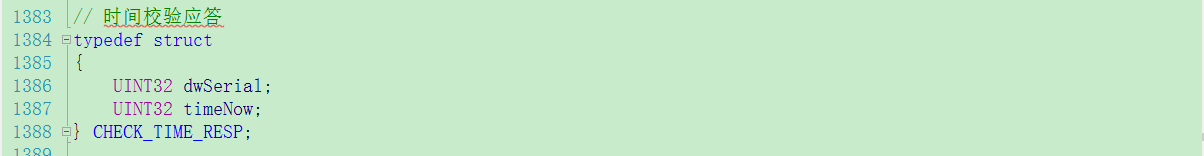 1383 // 时间校验应答
1384 typedef struct
1385 {
1386 UINT32 dwSerial;
1387 UINT32 timeNow;
1388 } CHECK_TIME_RESP;
1389